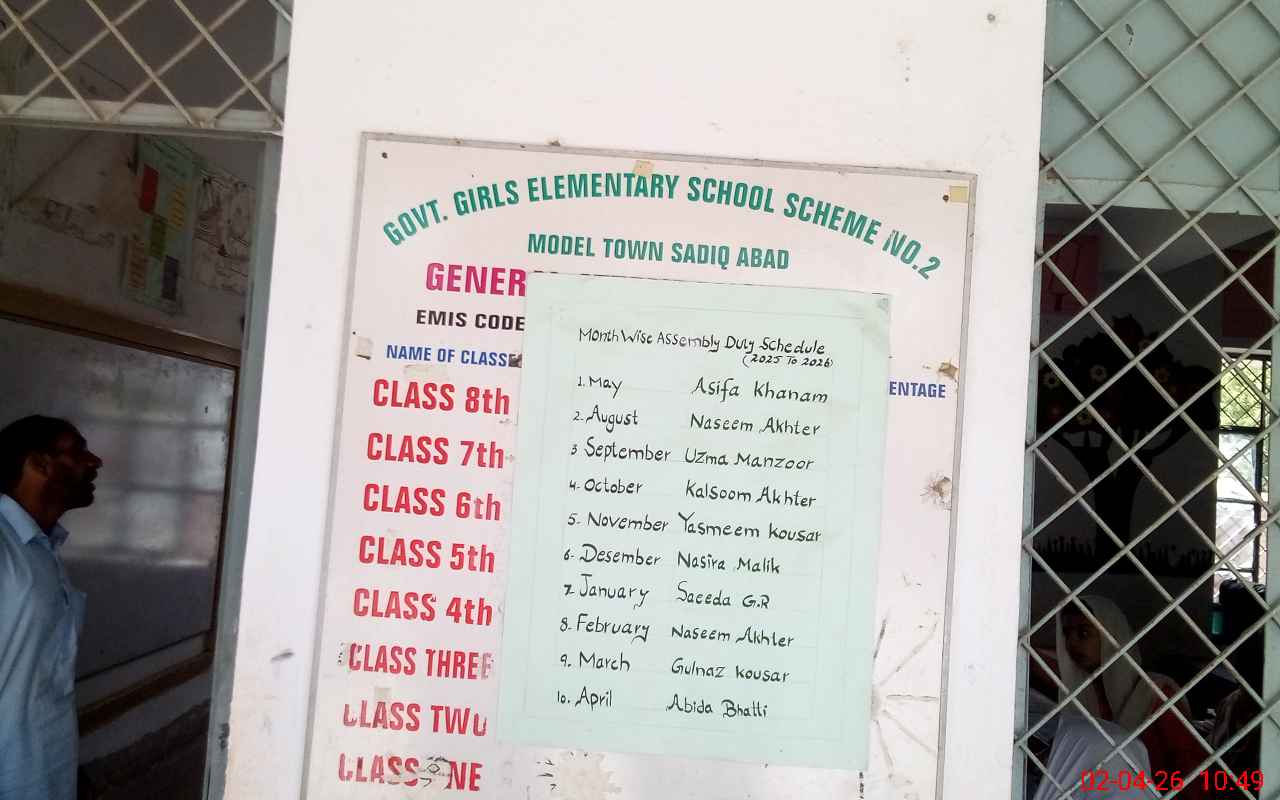 GOVT. GIRLS ELEMENTARY SCHOOL SCHEME NO.2
MODEL TOWN SADIQ ABAD
GENER
EMIS CODE
NAME OF CLASSE
ENTAGE
CLASS 8th
CLASS 7th
CLASS 6th
CLASS 5th
CLASS 4th
CLASS THREE
CLASS TWO
CLASS ONE
Month Wise Assembly Duty Schedule
(2025 To 2026)
1. May Asifa Khanam
2. August Naseem Akhter
3 September Uzma Manzoor
4. October Kalsoom Akhter
5. November Yasmeem Kousar
6. Desember Nasira Malik
7. January Saeeda G.R
8. February Naseem Akhter
9. March Gulnaz Kousar
10. April Abida Bhatti
02-04-26 10.49